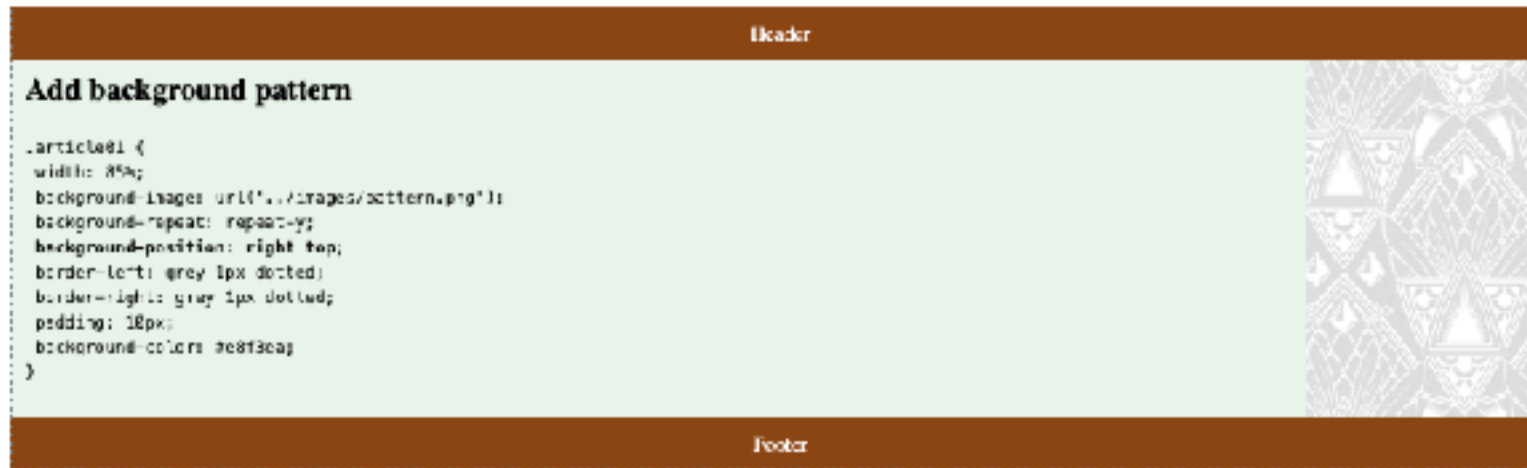 Header
Add background pattern
.article01 {
width: 85%;
background-image: url("../images/pattern.png");
background-repeat: repeat-y;
background-position: right top;
border-left: grey 1px dotted;
border-right: gray 1px dotted;
padding: 10px;
background-color: #e8f3ea;
}
Footer